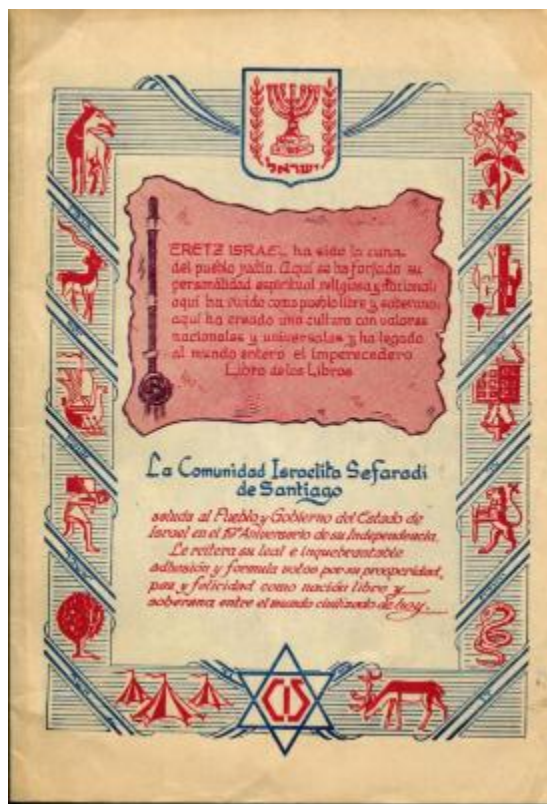 ישראל
ERETZ ISRAEL ha sido la cuna
del pueblo judío. Aquí se ha forjado su
personalidad espiritual religiosa y nacional;
aquí ha vivido como pueblo libre y soberano;
aquí ha creado una cultura con valores
nacionales y universales y ha legado
al mundo entero el imperecedero
Libro de los Libros
La Comunidad Israelita Sefaradi
de Santiago
saluda al Pueblo y Gobierno del Estado de
Israel en el Aniversario de su Independencia.
Le reitera su leal e inquebrantable
adhesión y formula votos por su prosperidad,
paz y felicidad como nación libre y
soberana entre el mundo civilizado de hoy.
CIS